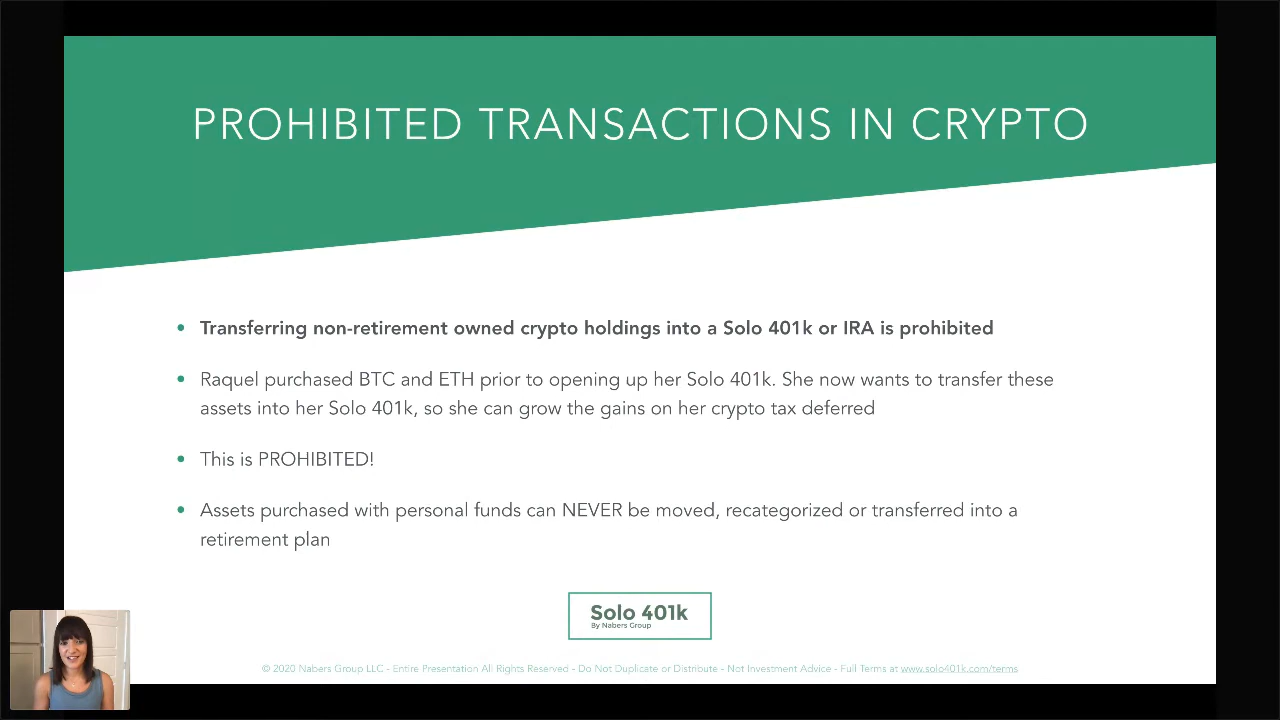 PROHIBITED TRANSACTIONS IN CRYPTO
• Transferring non-retirement owned crypto holdings into a Solo 401k or IRA is prohibited
• Raquel purchased BTC and ETH prior to opening up her Solo 401k. She now wants to transfer these
assets into her Solo 401k, so she can grow the gains on her crypto tax deferred
• This is PROHIBITED!
• Assets purchased with personal funds can NEVER be moved, recategorized or transferred into a
retirement plan
Solo 401k
By Nabers Group
© 2020 Nabers Group LLC - Entire Presentation All Rights Reserved - Do Not Duplicate or Distribute - Not Investment Advice - Full Terms at www.solo401k.com/terms